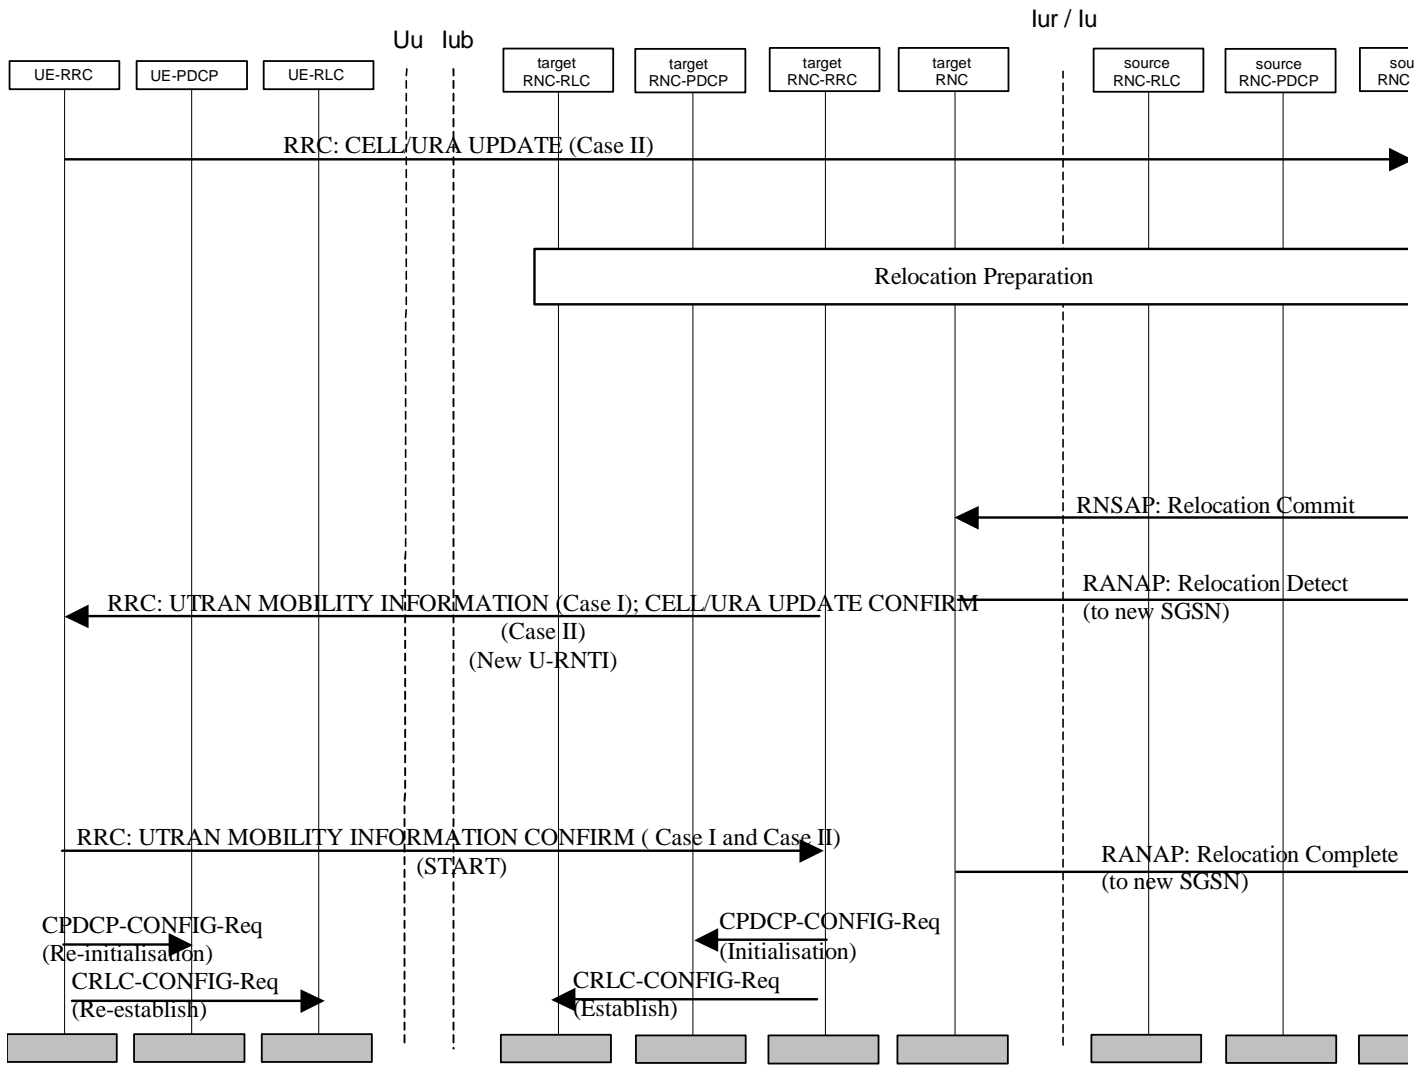 Iur / Iu
Uu Iub
UE-RRC
UE-PDCP
UE-RLC
target
RNC-RLC
target
RNC-PDCP
target
RNC-RRC
target
RNC
source
RNC-RLC
source
RNC-PDCP
sou
RNC
RRC: CELL/URA UPDATE (Case II)
Relocation Preparation
RNSAP: Relocation Commit
RANAP: Relocation Detect
(to new SGSN)
RRC: UTRAN MOBILITY INFORMATION (Case I); CELL/URA UPDATE CONFIRM
(Case II)
(New U-RNTI)
RRC: UTRAN MOBILITY INFORMATION CONFIRM ( Case I and Case II)
(START)
RANAP: Relocation Complete
(to new SGSN)
CPDCP-CONFIG-Req
(Re-initialisation)
CPDCP-CONFIG-Req
(Initialisation)
CRLC-CONFIG-Req
(Re-establish)
CRLC-CONFIG-Req
(Establish)